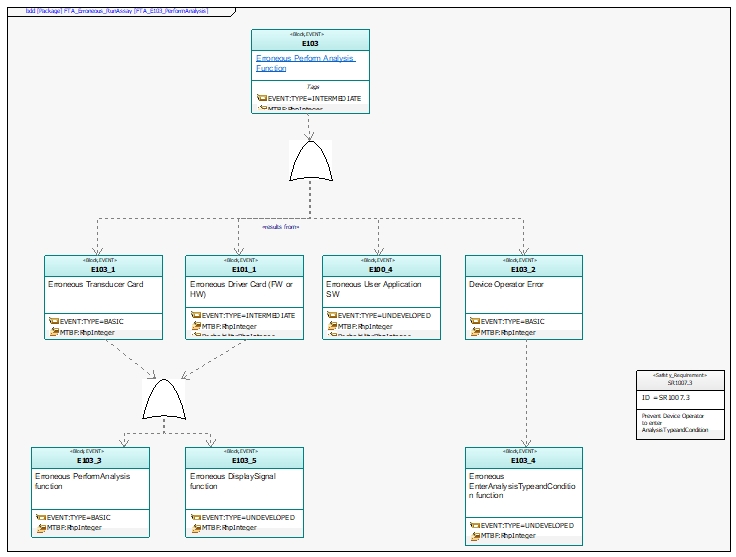 bdd [Package] FTA_Erroneous_RunAssay [FTA_E103_PerformAnalysis]
«Block,EVENT»
E103
Erroneous Perform Analysis
Function
Tags
EVENT:TYPE=INTERMEDIATE
MTBF:RhpInteger
«results from»
«Block,EVENT»
E103_1
Erroneous Transducer Card
EVENT:TYPE=BASIC
MTBF:RhpInteger
«Block,EVENT»
E101_1
Erroneous Driver Card (FW or
HW)
EVENT:TYPE=INTERMEDIATE
MTBF:RhpInteger
«Block,EVENT»
E100_4
Erroneous User Application
SW
EVENT:TYPE=UNDEVELOPED
MTBF:RhpInteger
«Block,EVENT»
E103_2
Device Operator Error
EVENT:TYPE=BASIC
MTBF:RhpInteger
«Safety_Requirement»
SR1007.3
ID =SR1007.3
Prevent Device Operator
to enter
AnalysisTypeandCondition
«Block,EVENT»
E103_3
Erroneous PerformAnalysis
function
EVENT:TYPE=BASIC
MTBF:RhpInteger
«Block,EVENT»
E103_5
Erroneous DisplaySignal
function
EVENT:TYPE=UNDEVELOPED
MTBF:RhpInteger
«Block,EVENT»
E103_4
Erroneous
EnterAnalysisTypeandConditio
n function
EVENT:TYPE=UNDEVELOPED
MTBF:RhpInteger